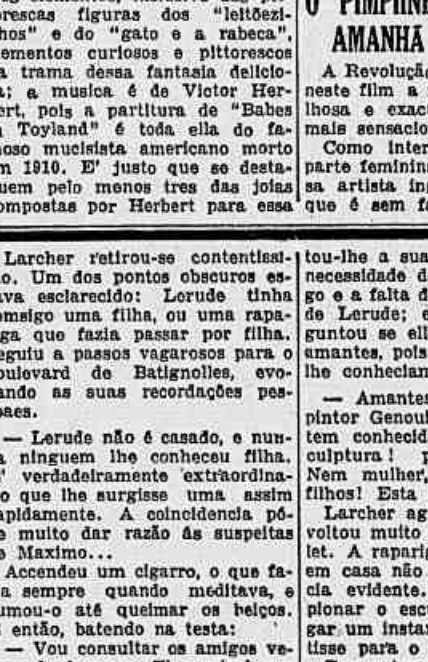 rescas figuras dos "leitõezi-
hos" e do "gato e a rabeca".
ementos curiosos e pittorescos
a trama dessa fantasia delicio-
a; a musica é de Victor Her-
ert, pois a partitura de "Babes
Toyland" é toda ella do fa-
oso mucisista americano morto
m 1910. E' justo que se desta-
uem pelo menos tres das joias
ompostas por Herbert para essa
Larcher retirou-se contentissi-
o. Um dos pontos obscuros es-
ava esclarecido: Lerude tinha
omsigo uma filha, ou uma rapa-
ga que fazia passar por filha.
eguiu a passos vagarosos para o
oulevard de Batignolles, evo-
ando as suas recordações pes-
oaes.
— Lerude não é casado, e nun-
a ninguem lhe conheceu filha.
' verdadeiramente extraordina-
o que lhe surgisse uma assim
apidamente. A coincidencia pó-
e muito dar razão ás suspeitas
e Maximo...
Accendeu um cigarro, o que fa-
a sempre quando meditava, e
umou-o até queimar os beiços.
então, batendo na testa:
— Vou consultar os amigos ve-
O PIMPINE
AMANHÃ
A Revoluçã
neste film a
lhosa e exac
mais sensacio
Como inter
parte feminin
sa artista in
que é sem f
tou-lhe a sua
necessidade d
go e a falta d
de Lerude; e
guntou se ell
amantes, pois
lhe conhecian
— Amantes
pintor Genoui
tem conhecid
culptura! p
Nem mulher,
filhos! Esta
Larcher ag
voltou muito
let. A raparig
em casa não
cia evidente.
pionar o escu
gar um instan
tisse para o